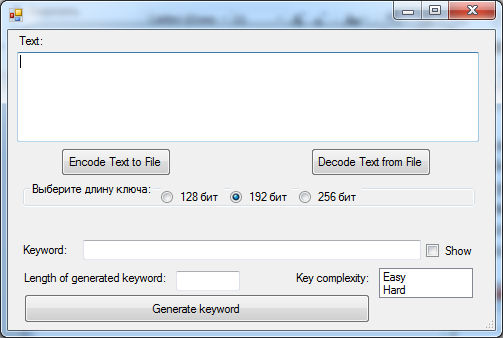 Text:
Encode Text to File Decode Text from File
Выберите длину ключа: 128 бит 192 бит 256 бит
Keyword: Show
Length of generated keyword: Key complexity: Easy
Hard
Generate keyword